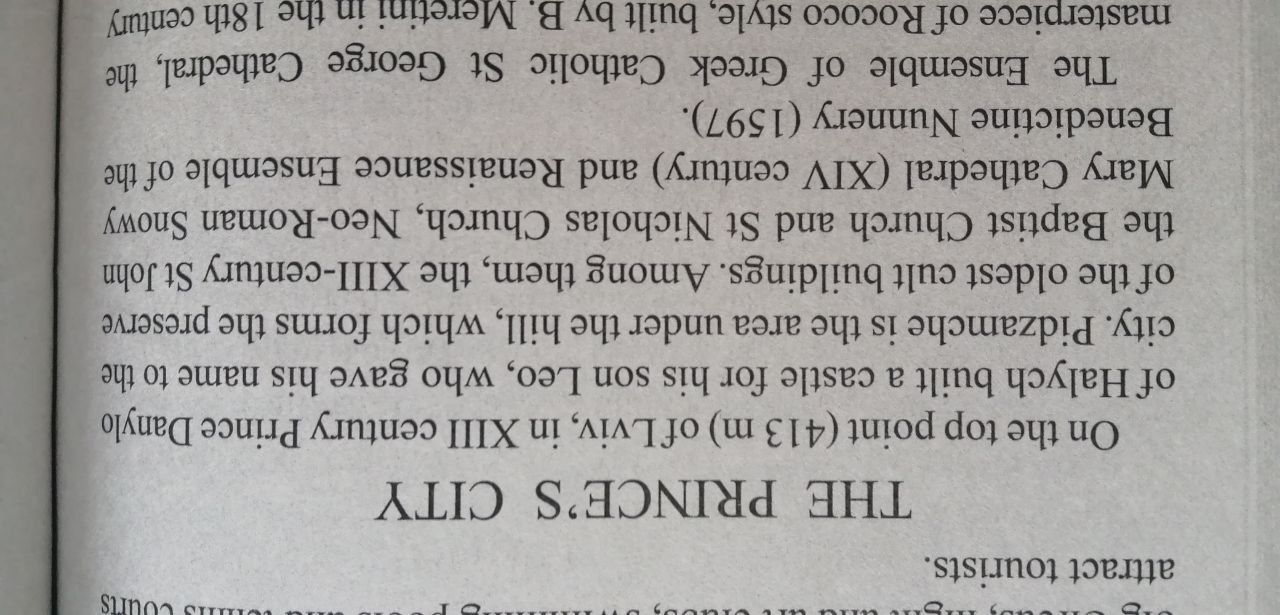 and tennis courts
attract tourists.
THE PRINCE'S CITY
On the top point (413 m) of Lviv, in XIII century Prince Danylo
of Halych built a castle for his son Leo, who gave his name to the
city. Pidzamche is the area under the hill, which forms the preserve
of the oldest cult buildings. Among them, the XIII-century St John
the Baptist Church and St Nicholas Church, Neo-Roman Snowy
Mary Cathedral (XIV century) and Renaissance Ensemble of the
Benedictine Nunnery (1597).
The Ensemble of Greek Catholic St George Cathedral, the
masterpiece of Rococo style, built by B. Meretini in the 18th century